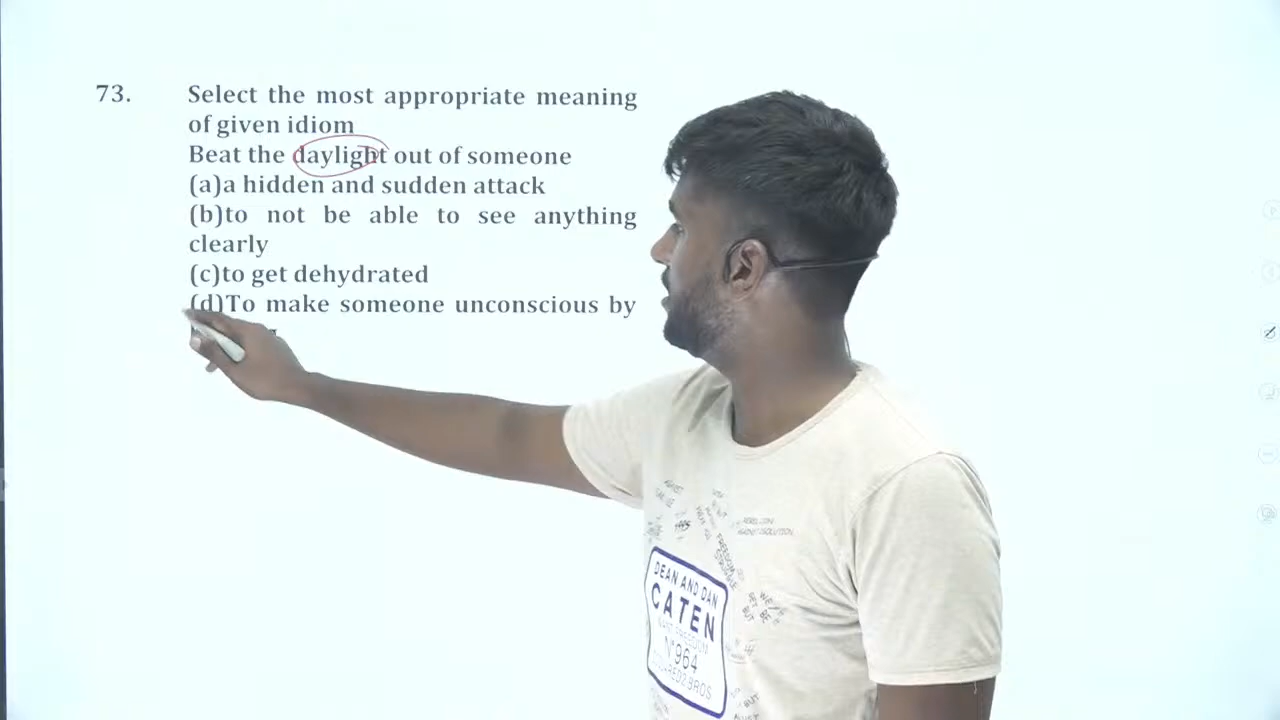 73. Select the most appropriate meaning
of given idiom
Beat the daylight out of someone
(a)a hidden and sudden attack
(b)to not be able to see anything
clearly
(c)to get dehydrated
(d)To make someone unconscious by
DEAN AND DAN
CATEN
N°964